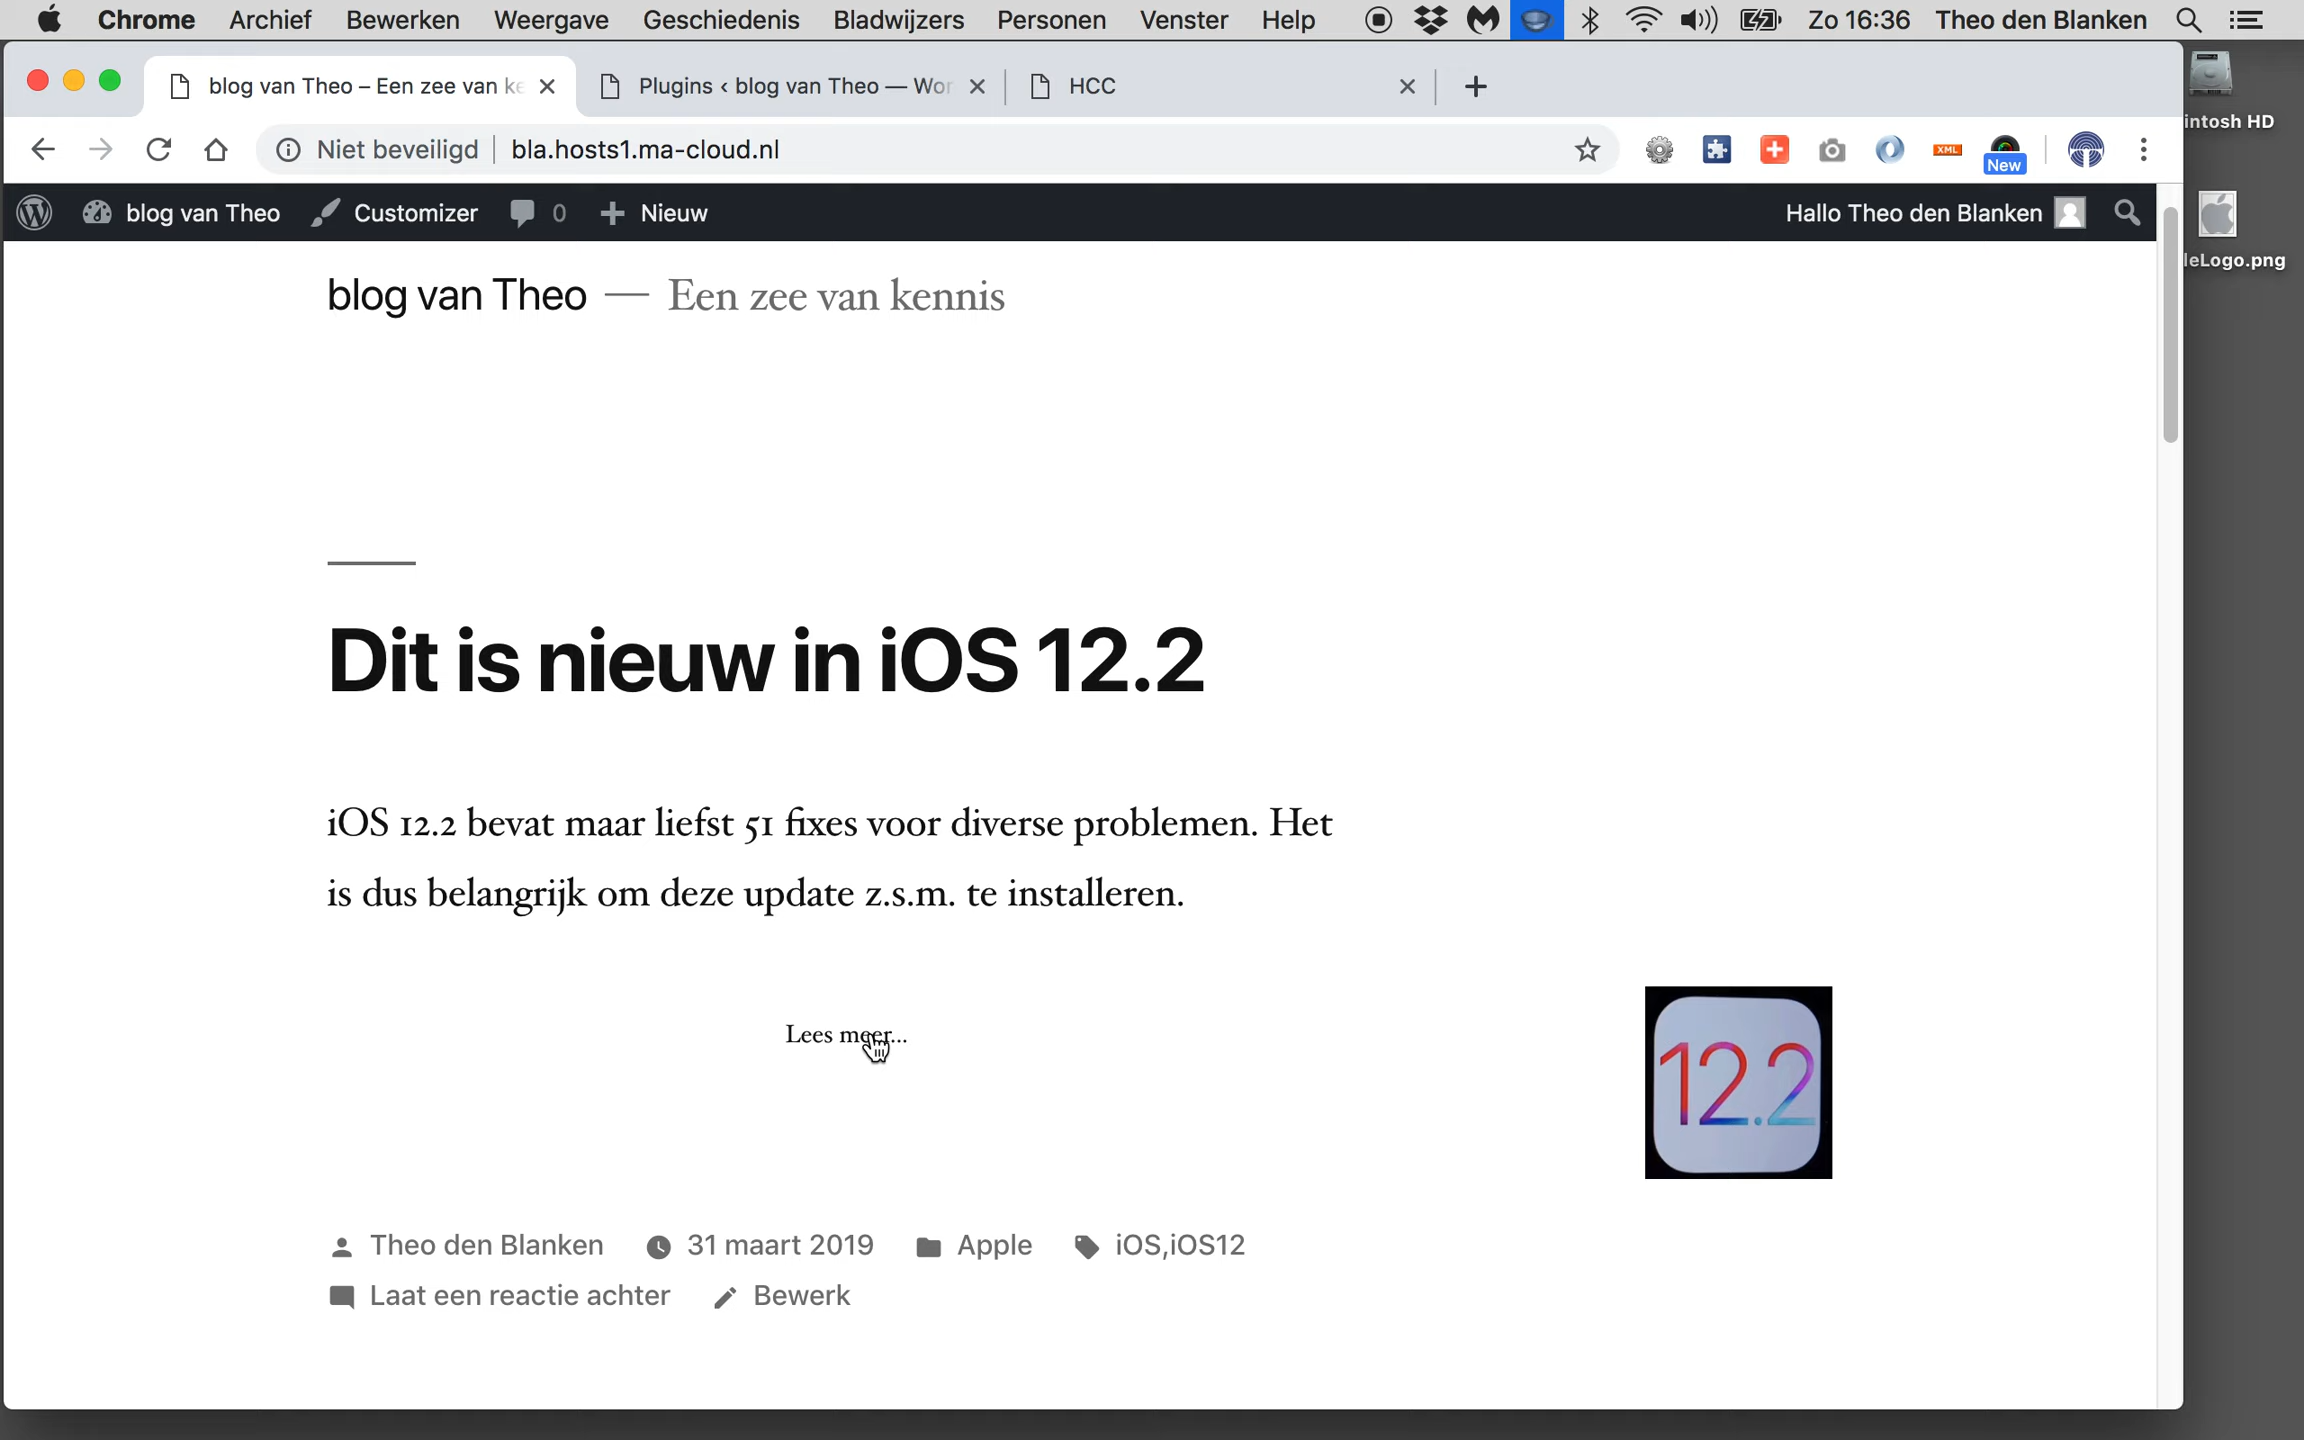 Chrome Archief Bewerken Weergave Geschiedenis Bladwijzers Personen Venster Help Zo 16:36 Theo den Blanken
blog van Theo – Een zee van ke Plugins ‹ blog van Theo — Wor HCC
intosh HD
Niet beveiligd bla.hosts1.ma-cloud.nl XML New
blog van Theo Customizer 0 Nieuw Hallo Theo den Blanken
leLogo.png
blog van Theo — Een zee van kennis
Dit is nieuw in iOS 12.2
iOS 12.2 bevat maar liefst 51 fixes voor diverse problemen. Het
is dus belangrijk om deze update z.s.m. te installeren.
Lees meer...
12.2
Theo den Blanken 31 maart 2019 Apple iOS,iOS12
Laat een reactie achter Bewerk